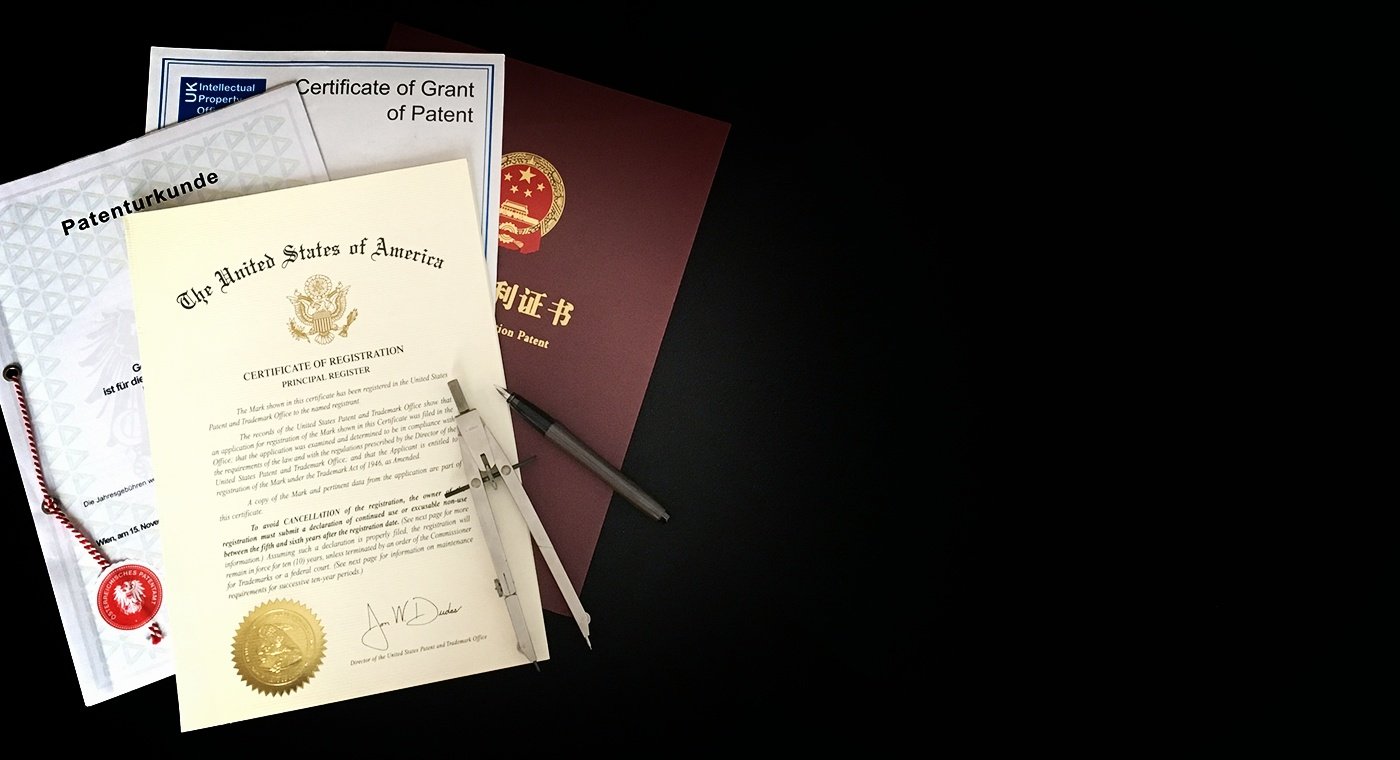 UK
Intellectual
Property
Certificate of Grant
of Patent
Patenturkunde
ist für die
Die Jahresgebühren
Wien, am 15.
ÖSTERREICHISCHES PATENTAMT
利证书
Patent
The United States of America
CERTIFICATE OF REGISTRATION
PRINCIPAL REGISTER
The Mark shown in this certificate has been registered in the United States
Patent and Trademark Office to the named registrant.
The records of the United States Patent and Trademark Office show that
an application for registration of the Mark shown in this Certificate was filed in the
Office; that the application was examined and determined to be in compliance with
the requirements of the law and with the regulations prescribed by the Director of the
United States Patent and Trademark Office; and that the Applicant is entitled to
registration of the Mark under the Trademark Act of 1946, as Amended.
A copy of the Mark and pertinent data from the application are part of
this certificate.
To avoid CANCELLATION of the registration, the owner of the
registration must submit a declaration of continued use or excusable non-use
between the fifth and sixth years after the registration date. (See next page for more
information.) Assuming such a declaration is properly filed, the registration will
remain in force for ten (10) years, unless terminated by an order of the Commissioner
for Trademarks or a federal court. (See next page for information on maintenance
requirements for successive ten-year periods.)
Jon W Dudas
Director of the United States Patent and Trademark Office